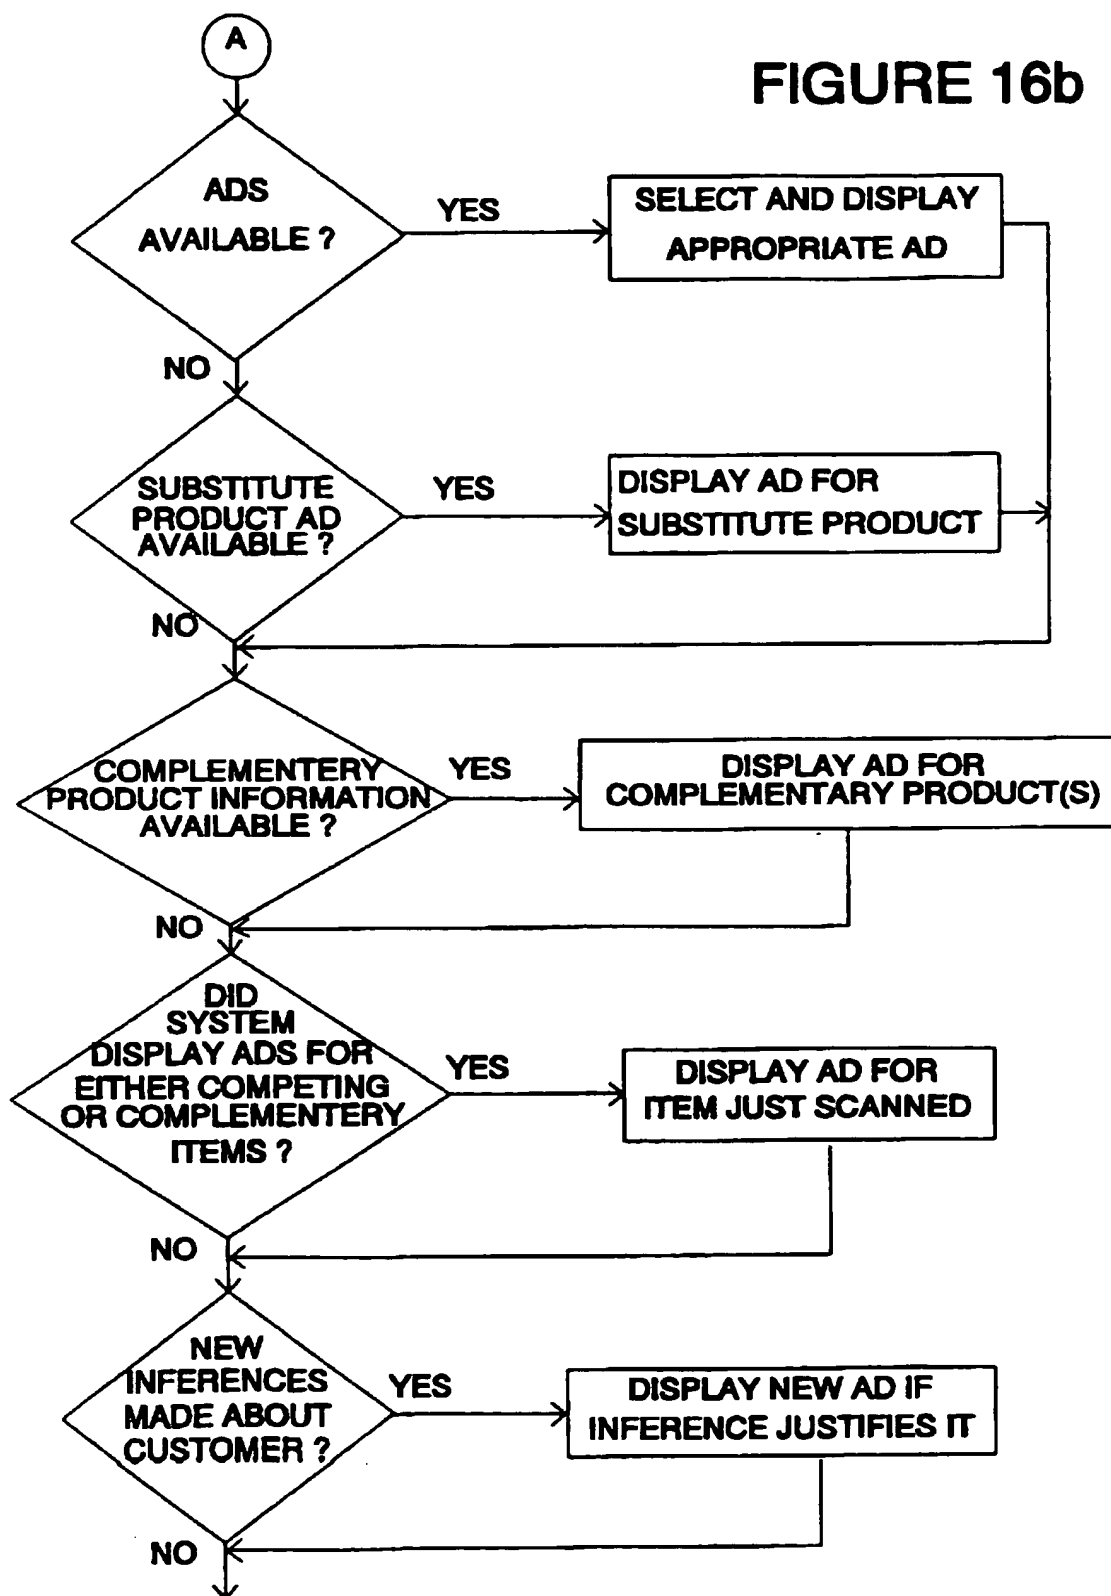 A
FIGURE 16b
ADS
AVAILABLE ?
YES
SELECT AND DISPLAY
APPROPRIATE AD
NO
SUBSTITUTE
PRODUCT AD
AVAILABLE ?
YES
DISPLAY AD FOR
SUBSTITUTE PRODUCT
NO
COMPLEMENTERY
PRODUCT INFORMATION
AVAILABLE ?
YES
DISPLAY AD FOR
COMPLEMENTARY PRODUCT(S)
NO
DID
SYSTEM
DISPLAY ADS FOR
EITHER COMPETING
OR COMPLEMENTERY
ITEMS ?
YES
DISPLAY AD FOR
ITEM JUST SCANNED
NO
NEW
INFERENCES
MADE ABOUT
CUSTOMER ?
YES
DISPLAY NEW AD IF
INFERENCE JUSTIFIES IT
NO